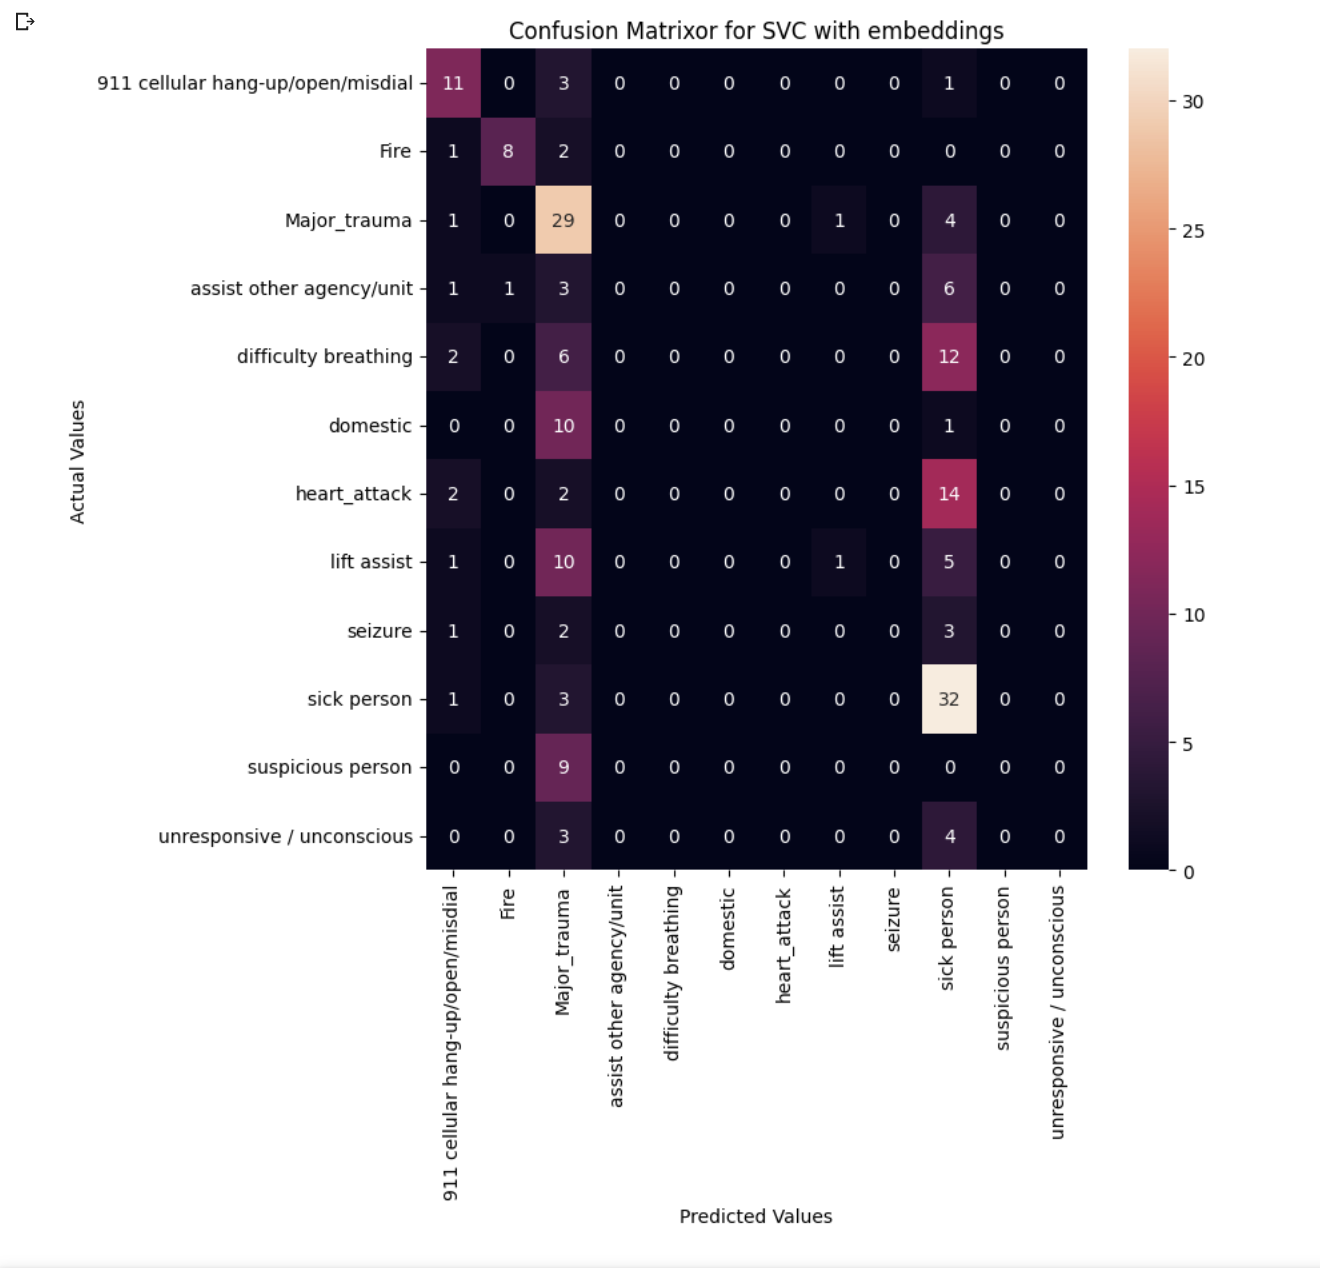 Confusion Matrixor for SVC with embeddings
911 cellular hang-up/open/misdial 11 0 3 0 0 0 0 0 0 1 0 0
Fire 1 8 2 0 0 0 0 0 0 0 0 0
Major_trauma 1 0 29 0 0 0 0 1 0 4 0 0
assist other agency/unit 1 1 3 0 0 0 0 0 0 6 0 0
difficulty breathing 2 0 6 0 0 0 0 0 0 12 0 0
domestic 0 0 10 0 0 0 0 0 0 1 0 0
heart_attack 2 0 2 0 0 0 0 0 0 14 0 0
lift assist 1 0 10 0 0 0 0 1 0 5 0 0
seizure 1 0 2 0 0 0 0 0 0 3 0 0
sick person 1 0 3 0 0 0 0 0 0 32 0 0
suspicious person 0 0 9 0 0 0 0 0 0 0 0 0
unresponsive / unconscious 0 0 3 0 0 0 0 0 0 4 0 0
Actual Values
911 cellular hang-up/open/misdial
Fire
Major_trauma
assist other agency/unit
difficulty breathing
domestic
heart_attack
lift assist
seizure
sick person
suspicious person
unresponsive / unconscious
Predicted Values
30
25
20
15
10
5
0